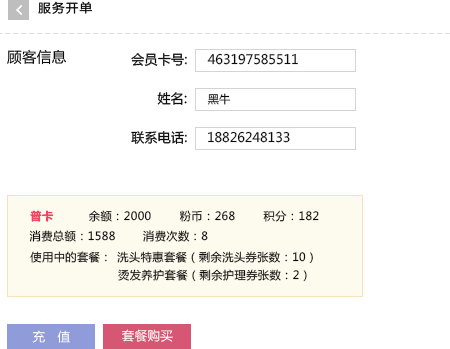 服务开单
顾客信息
会员卡号: 463197585511
姓名: 黑牛
联系电话: 18826248133
普卡 余额：2000 粉币：268 积分：182
消费总额：1588 消费次数：8
使用中的套餐： 洗头特惠套餐（剩余洗头券张数：10）
烫发养护套餐（剩余护理券张数：2）
充 值 套餐购买